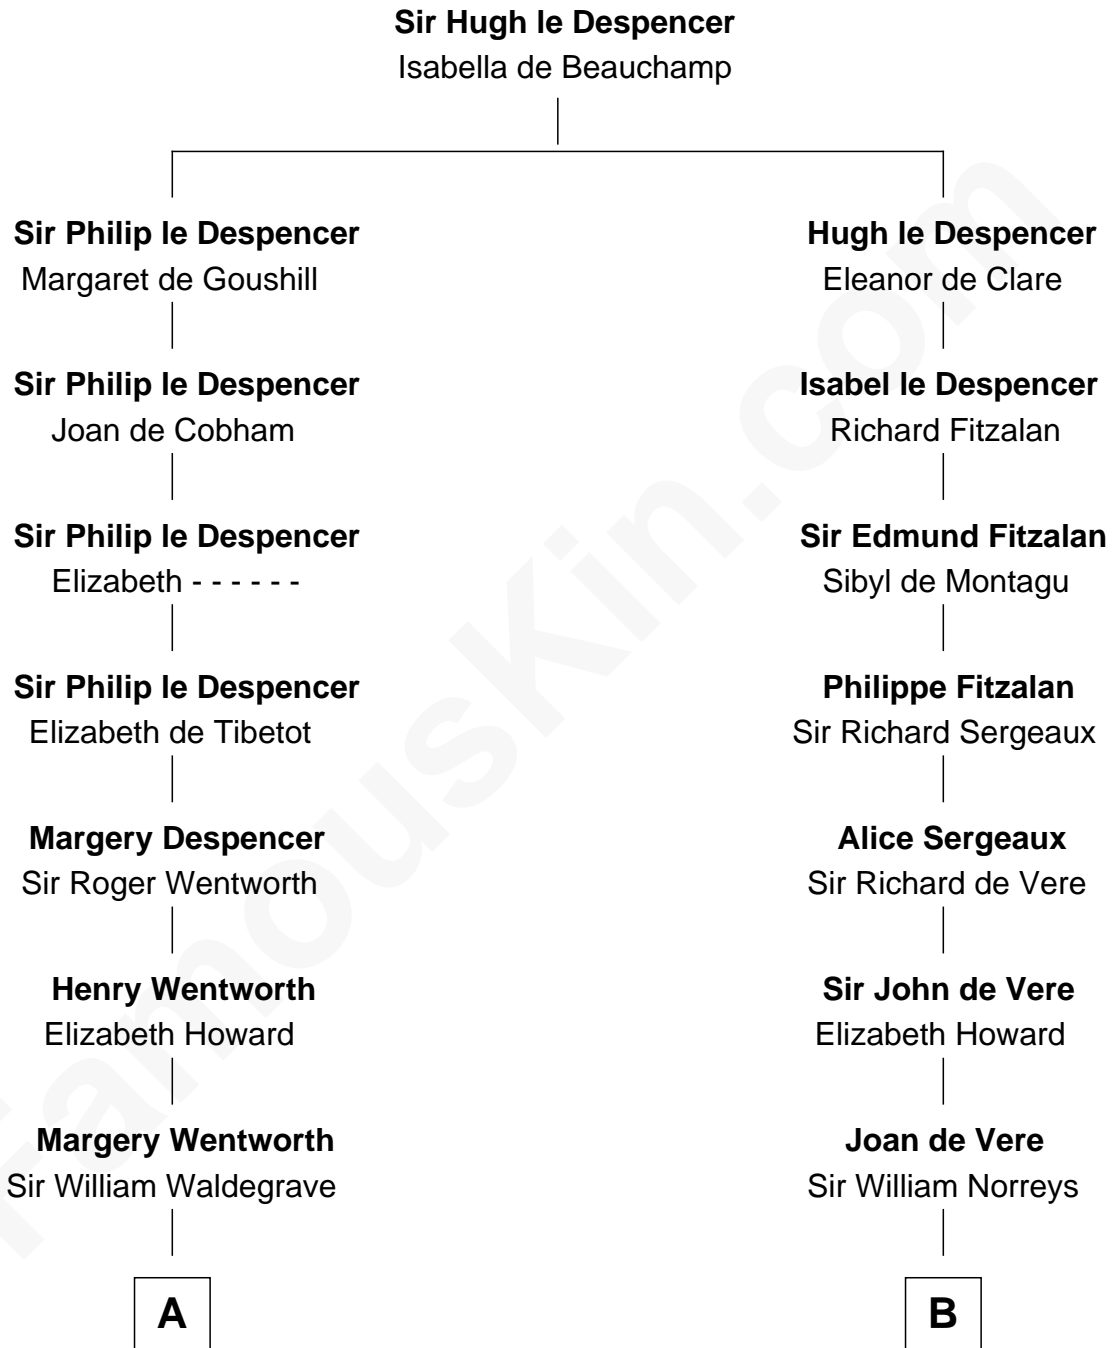 Sir Hugh le Despencer
Isabella de Beauchamp
Sir Philip le Despencer
Margaret de Goushill
Sir Philip le Despencer
Joan de Cobham
Sir Philip le Despencer
Elizabeth - - - - - -
Sir Philip le Despencer
Elizabeth de Tibetot
Margery Despencer
Sir Roger Wentworth
Henry Wentworth
Elizabeth Howard
Margery Wentworth
Sir William Waldegrave
A
Hugh le Despencer
Eleanor de Clare
Isabel le Despencer
Richard Fitzalan
Sir Edmund Fitzalan
Sibyl de Montagu
Philippe Fitzalan
Sir Richard Sergeaux
Alice Sergeaux
Sir Richard de Vere
Sir John de Vere
Elizabeth Howard
Joan de Vere
Sir William Norreys
B
FamousKin.com